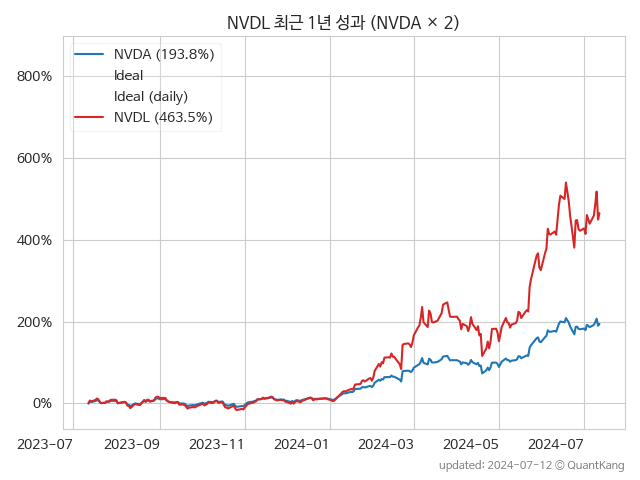 NVDL 최근 1년 성과 (NVDA × 2)
NVDA (193.8%)
Ideal
Ideal (daily)
NVDL (463.5%)
800%
600%
400%
200%
0%
2023-07 2023-09 2023-11 2024-01 2024-03 2024-05 2024-07
updated: 2024-07-12 © QuantKang